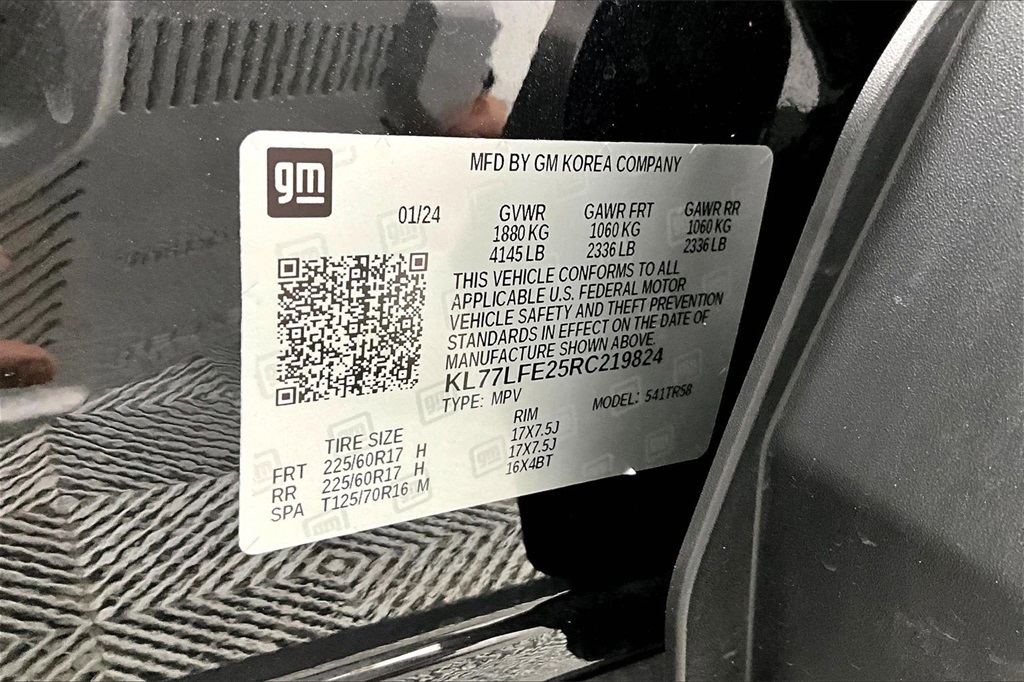 gm
MFD BY GM KOREA COMPANY
01/24 GVWR GAWR FRT GAWR RR
1880 KG 1060 KG 1060 KG
4145 LB 2336 LB 2336 LB
THIS VEHICLE CONFORMS TO ALL
APPLICABLE U.S. FEDERAL MOTOR
VEHICLE SAFETY AND THEFT PREVENTION
STANDARDS IN EFFECT ON THE DATE OF
MANUFACTURE SHOWN ABOVE.
KL77LFE25RC219824
TYPE: MPV MODEL: 541TR58
TIRE SIZE RIM
FRT 225/60R17 H 17X7.5J
RR 225/60R17 H 17X7.5J
SPA T125/70R16 M 16X4BT